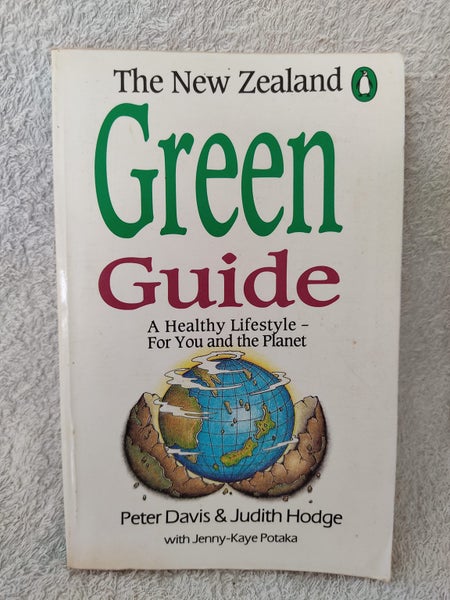 The New Zealand
Green
Guide
A Healthy Lifestyle –
For You and the Planet
Peter Davis & Judith Hodge
with Jenny-Kaye Potaka